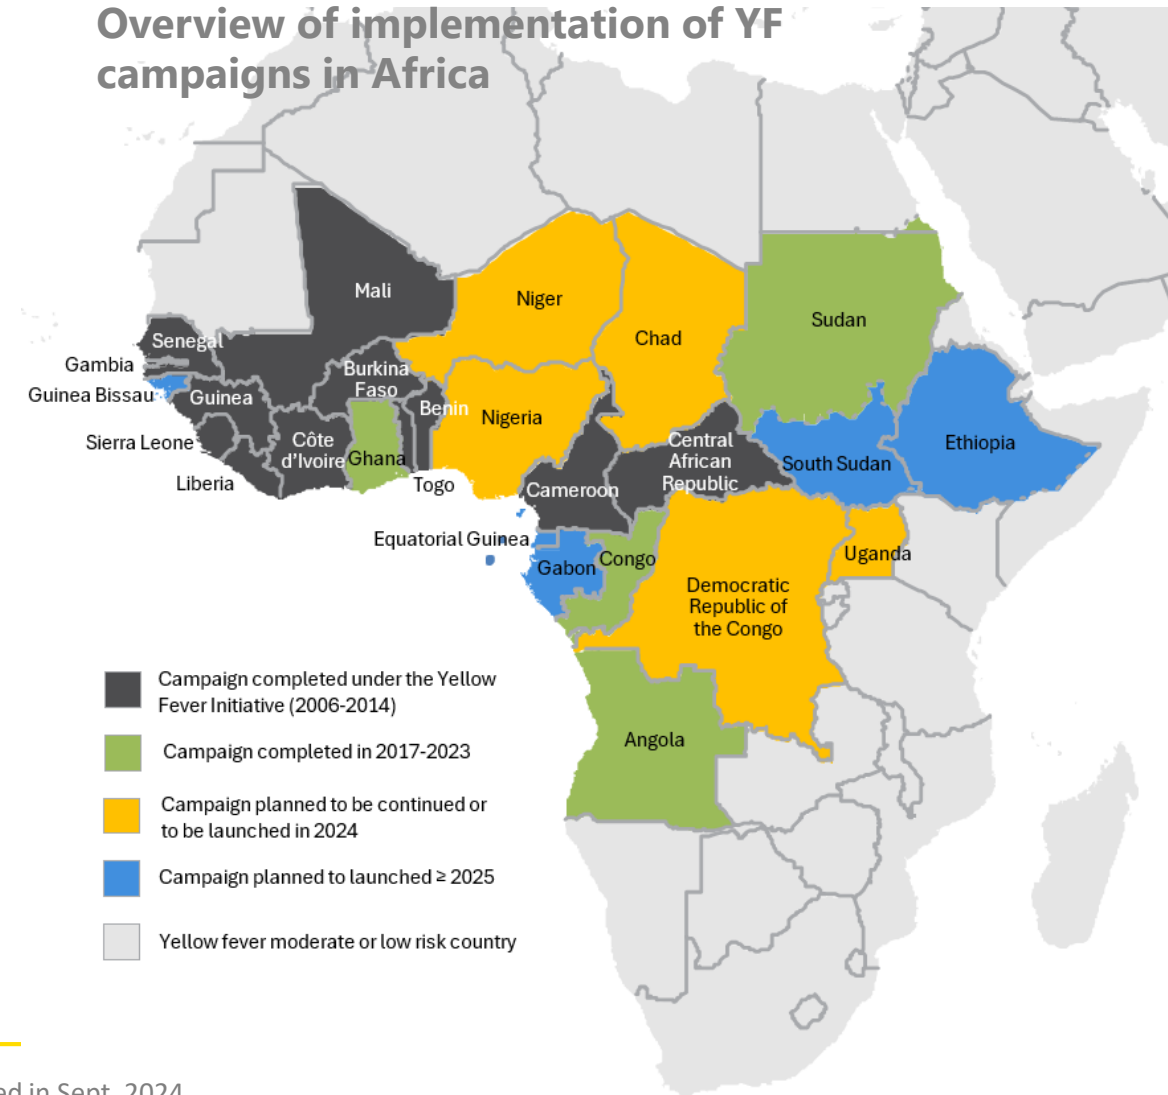 Overview of implementation of YF
campaigns in Africa
Mali
Niger
Chad
Sudan
Senegal
Gambia
Guinea Bissau
Guinea
Burkina
Faso
Benin
Nigeria
Sierra Leone
Côte
d'Ivoire
Ghana
Liberia
Togo
Cameroon
Central
African
Republic
South Sudan
Ethiopia
Equatorial Guinea
Gabon
Congo
Uganda
Democratic
Republic of
the Congo
Angola
Campaign completed under the Yellow
Fever Initiative (2006-2014)
Campaign completed in 2017-2023
Campaign planned to be continued or
to be launched in 2024
Campaign planned to launched ≥ 2025
Yellow fever moderate or low risk country
in Sept. 2024